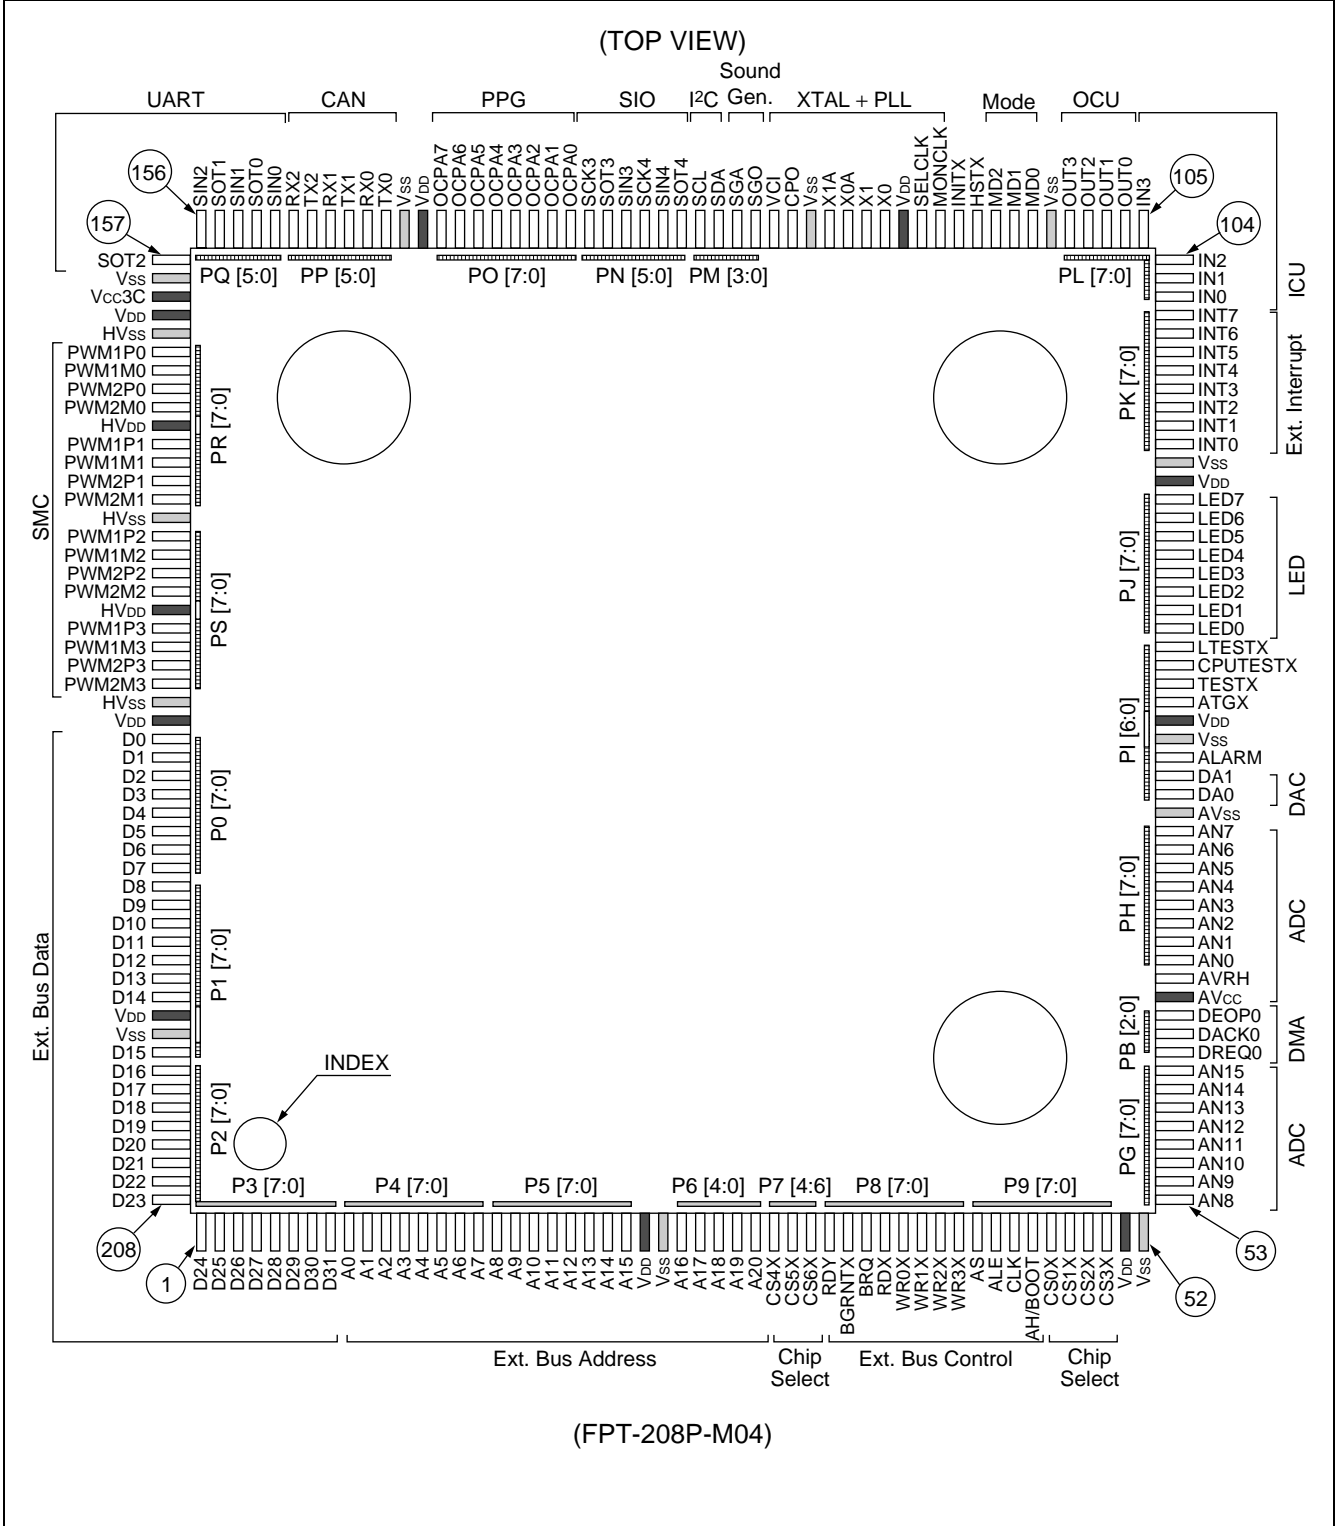 (TOP VIEW)
UART
CAN
PPG
SIO
I2C
Sound
Gen.
XTAL + PLL
Mode
OCU
156
SIN2
SOT1
SIN1
SOT0
SIN0
RX2
TX2
RX1
TX1
RX0
TX0
VSS
VDD
OCPA7
OCPA6
OCPA5
OCPA4
OCPA3
OCPA2
OCPA1
OCPA0
SCK3
SOT3
SIN3
SCK4
SIN4
SOT4
SCL
SDA
SGA
SGO
VCI
CPO
VSS
X1A
X0A
X1
X0
VDD
SELCLK
MONCLK
INITX
HSTX
MD2
MD1
MD0
VSS
OUT3
OUT2
OUT1
OUT0
IN3
105
157
104
PQ [5:0]
PP [5:0]
PO [7:0]
PN [5:0]
PM [3:0]
PL [7:0]
SOT2
VSS
VCC3C
VDD
HVSS
PWM1P0
PWM1M0
PWM2P0
PWM2M0
HVDD
PWM1P1
PWM1M1
PWM2P1
PWM2M1
HVSS
PWM1P2
PWM1M2
PWM2P2
PWM2M2
HVDD
PWM1P3
PWM1M3
PWM2P3
PWM2M3
HVSS
VDD
D0
D1
D2
D3
D4
D5
D6
D7
D8
D9
D10
D11
D12
D13
D14
VDD
VSS
D15
D16
D17
D18
D19
D20
D21
D22
D23
SMC
Ext. Bus Data
PR [7:0]
PS [7:0]
P0 [7:0]
P1 [7:0]
P2 [7:0]
INDEX
PK [7:0]
PJ [7:0]
PI [6:0]
PH [7:0]
PB [2:0]
PG [7:0]
IN2
IN1
IN0
INT7
INT6
INT5
INT4
INT3
INT2
INT1
INT0
VSS
VDD
LED7
LED6
LED5
LED4
LED3
LED2
LED1
LED0
LTESTX
CPUTESTX
TESTX
ATGX
VDD
VSS
ALARM
DA1
DA0
AVSS
AN7
AN6
AN5
AN4
AN3
AN2
AN1
AN0
AVRH
AVCC
DEOP0
DACK0
DREQ0
AN15
AN14
AN13
AN12
AN11
AN10
AN9
AN8
ICU
Ext. Interrupt
LED
DAC
ADC
DMA
ADC
P3 [7:0]
P4 [7:0]
P5 [7:0]
P6 [4:0]
P7 [4:6]
P8 [7:0]
P9 [7:0]
208
1
53
52
D24
D25
D26
D27
D28
D29
D30
D31
A0
A1
A2
A3
A4
A5
A6
A7
A8
A9
A10
A11
A12
A13
A14
A15
VDD
VSS
A16
A17
A18
A19
A20
CS4X
CS5X
CS6X
RDY
BGRNTX
BRQ
RDX
WR0X
WR1X
WR2X
WR3X
AS
ALE
CLK
AH/BOOT
CS0X
CS1X
CS2X
CS3X
VDD
VSS
Ext. Bus Address
Chip
Select
Ext. Bus Control
Chip
Select
(FPT-208P-M04)